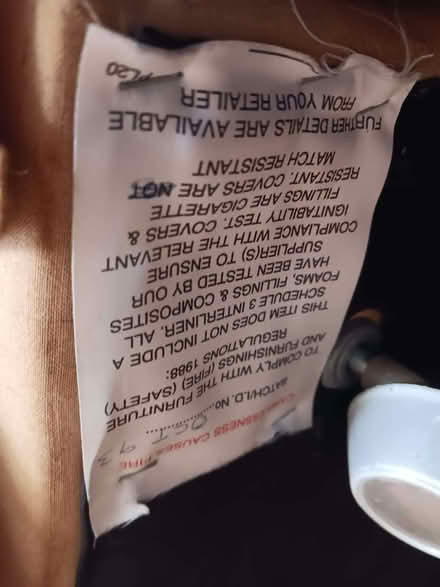 CARELESSNESS CAUSES FIRE
BATCH/I.D. No......OCT 93
TO COMPLY WITH THE FURNITURE
AND FURNISHINGS (FIRE) (SAFETY)
REGULATIONS 1988:
THIS ITEM DOES NOT INCLUDE A
SCHEDULE 3 INTERLINER. ALL
FOAMS, FILLINGS & COMPOSITES
HAVE BEEN TESTED BY OUR
SUPPLIER(S) TO ENSURE
COMPLIANCE WITH THE RELEVANT
IGNITABILITY TEST. COVERS &
FILLINGS ARE CIGARETTE
RESISTANT. COVERS ARE NOT
MATCH RESISTANT
FURTHER DETAILS ARE AVAILABLE
FROM YOUR RETAILER